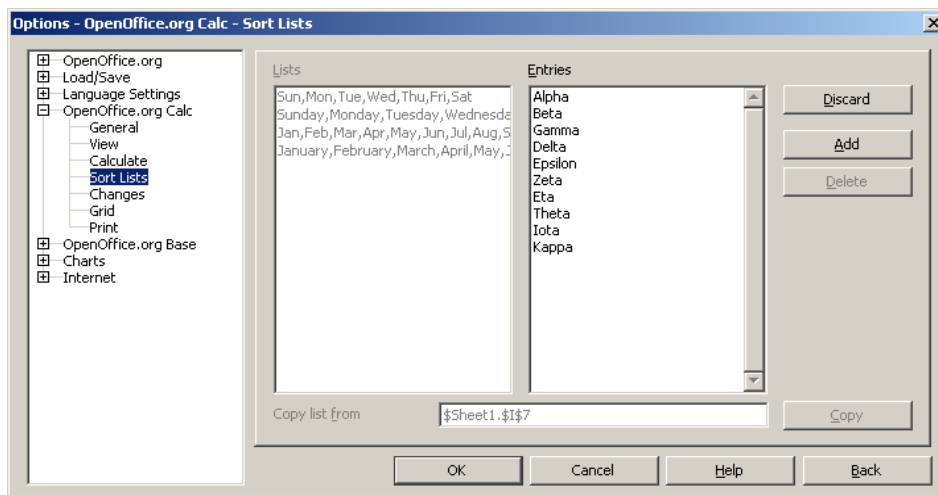 Options - OpenOffice.org Calc - Sort Lists
OpenOffice.org
Load/Save
Language Settings
OpenOffice.org Calc
General
View
Calculate
Sort Lists
Changes
Grid
Print
OpenOffice.org Base
Charts
Internet
Lists
Sun,Mon,Tue,Wed,Thu,Fri,Sat
Sunday,Monday,Tuesday,Wednesda
Jan,Feb,Mar,Apr,May,Jun,Jul,Aug,S
January,February,March,April,May,J
Entries
Alpha
Beta
Gamma
Delta
Epsilon
Zeta
Eta
Theta
Iota
Kappa
Discard
Add
Delete
Copy list from
$Sheet1.$I$7
Copy
OK
Cancel
Help
Back